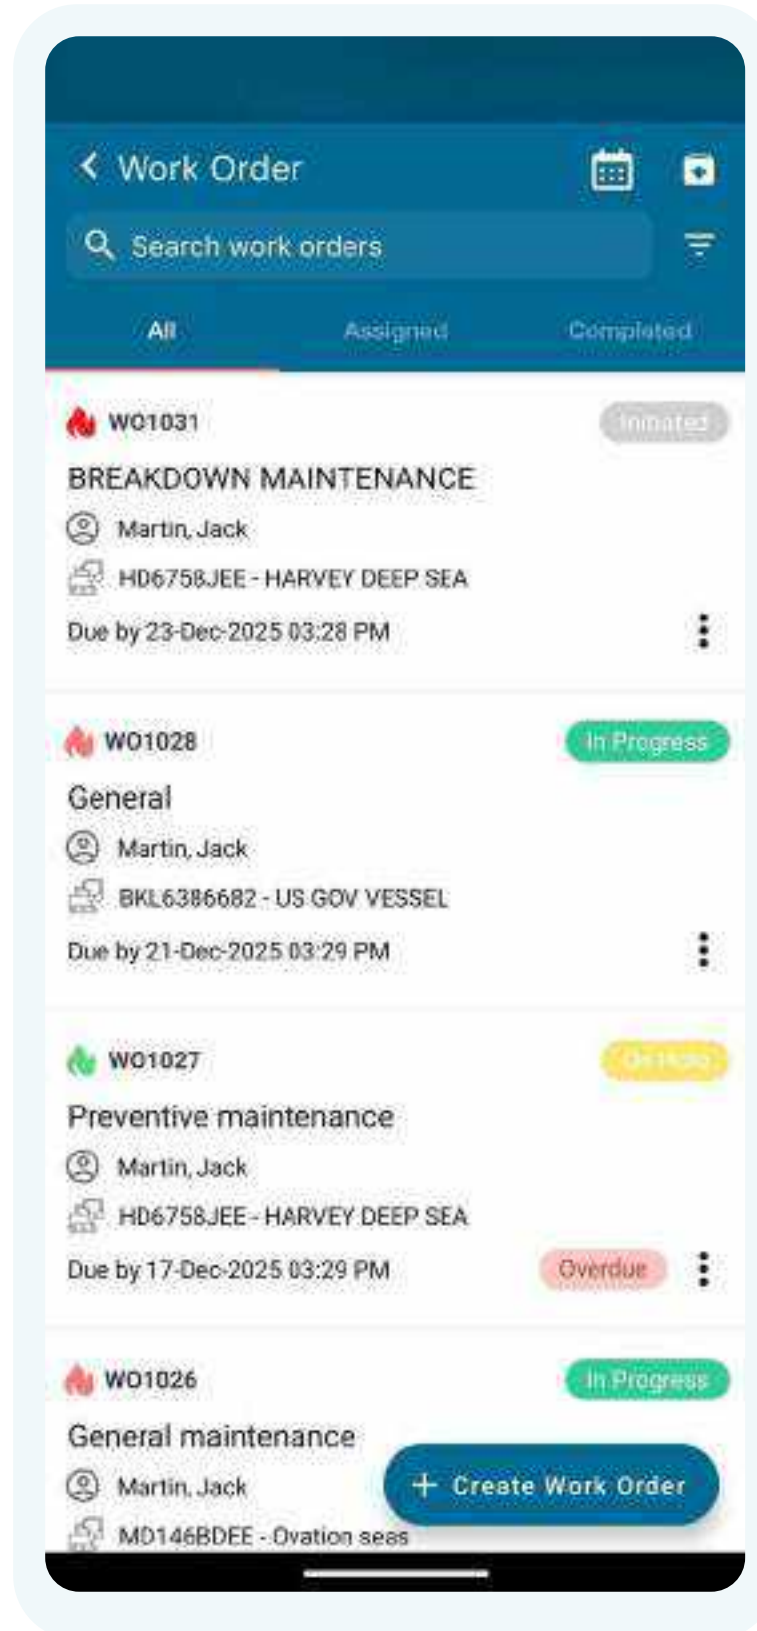 Work Order
Search work orders
All Assigned Completed
WO1031 Initiated
BREAKDOWN MAINTENANCE
Martin, Jack
HD6758JEE - HARVEY DEEP SEA
Due by 23-Dec-2025 03:28 PM
WO1028 In Progress
General
Martin, Jack
BKL6386682 - US GOV VESSEL
Due by 21-Dec-2025 03:29 PM
WO1027 On Hold
Preventive maintenance
Martin, Jack
HD6758JEE - HARVEY DEEP SEA
Due by 17-Dec-2025 03:29 PM Overdue
WO1026 In Progress
General maintenance
Martin, Jack
+ Create Work Order
MD146BDEE - Ovation seas